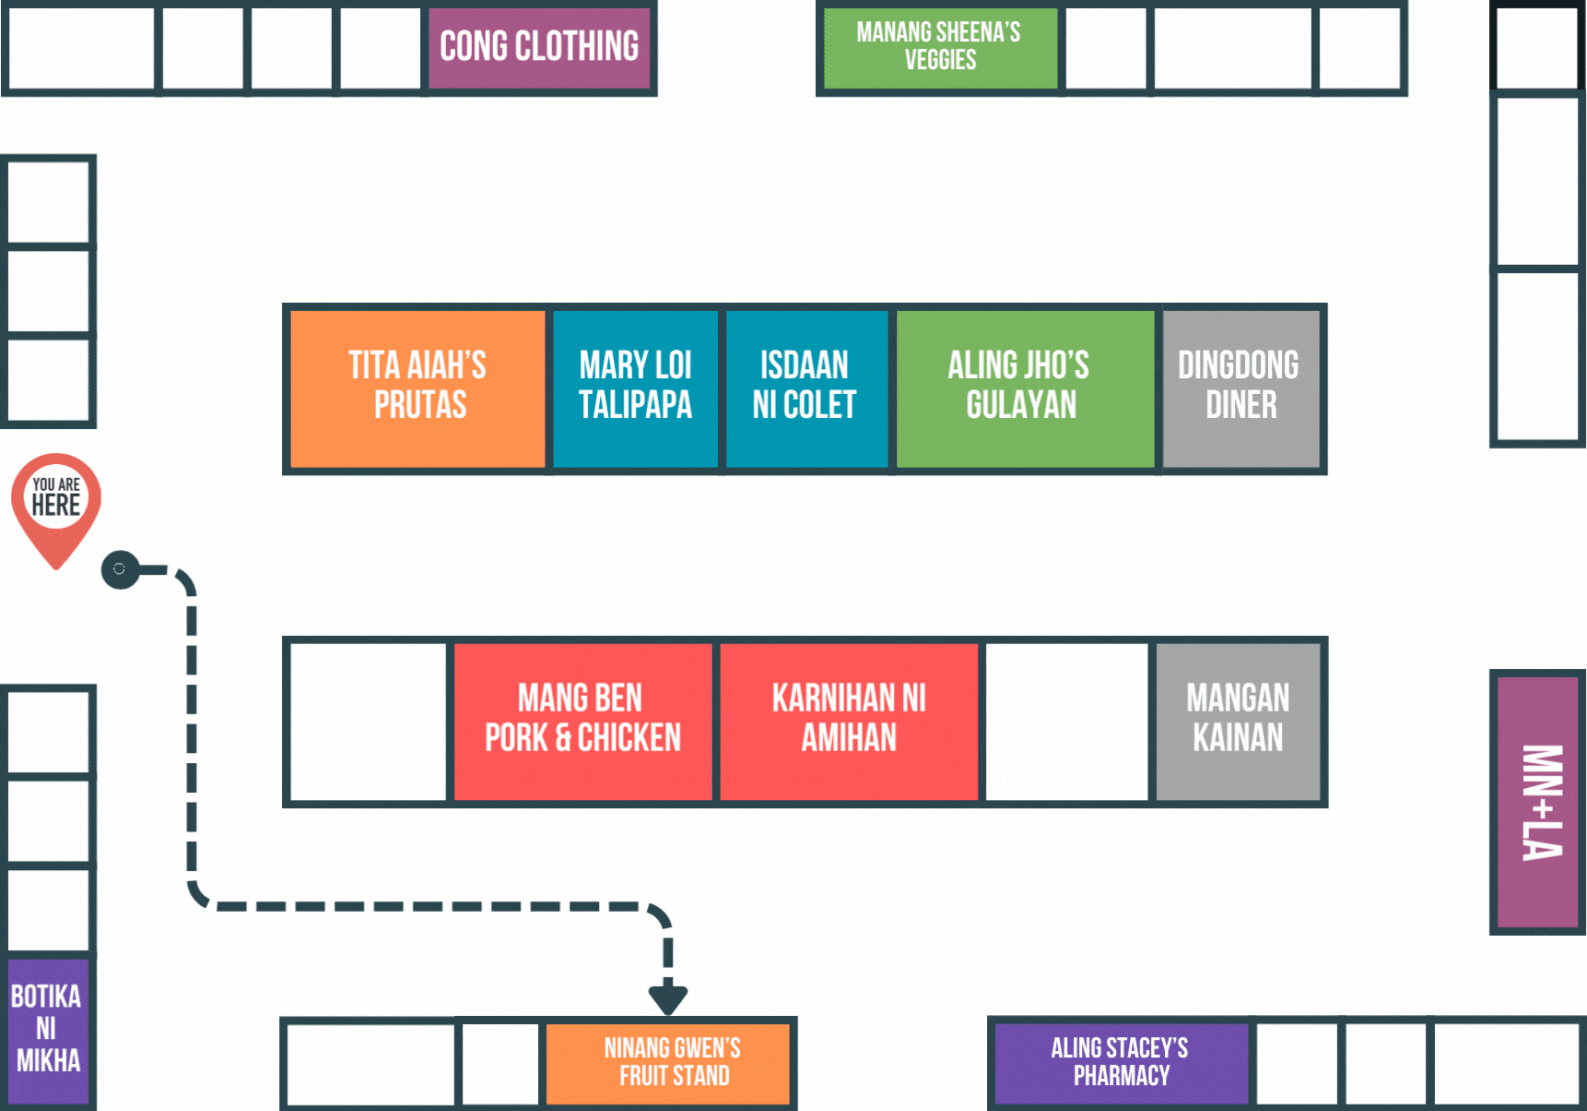 CONG CLOTHING
MANANG SHEENA'S
VEGGIES
TITA AIAH'S
PRUTAS
MARY LOI
TALIPAPA
ISDAAN
NI COLET
ALING JHO'S
GULAYAN
DINGDONG
DINER
YOU ARE
HERE
MANG BEN
PORK & CHICKEN
KARNIHAN NI
AMIHAN
MANGAN
KAINAN
MN+LA
BOTIKA
NI
MIKHA
NINANG GWEN'S
FRUIT STAND
ALING STACEY'S
PHARMACY